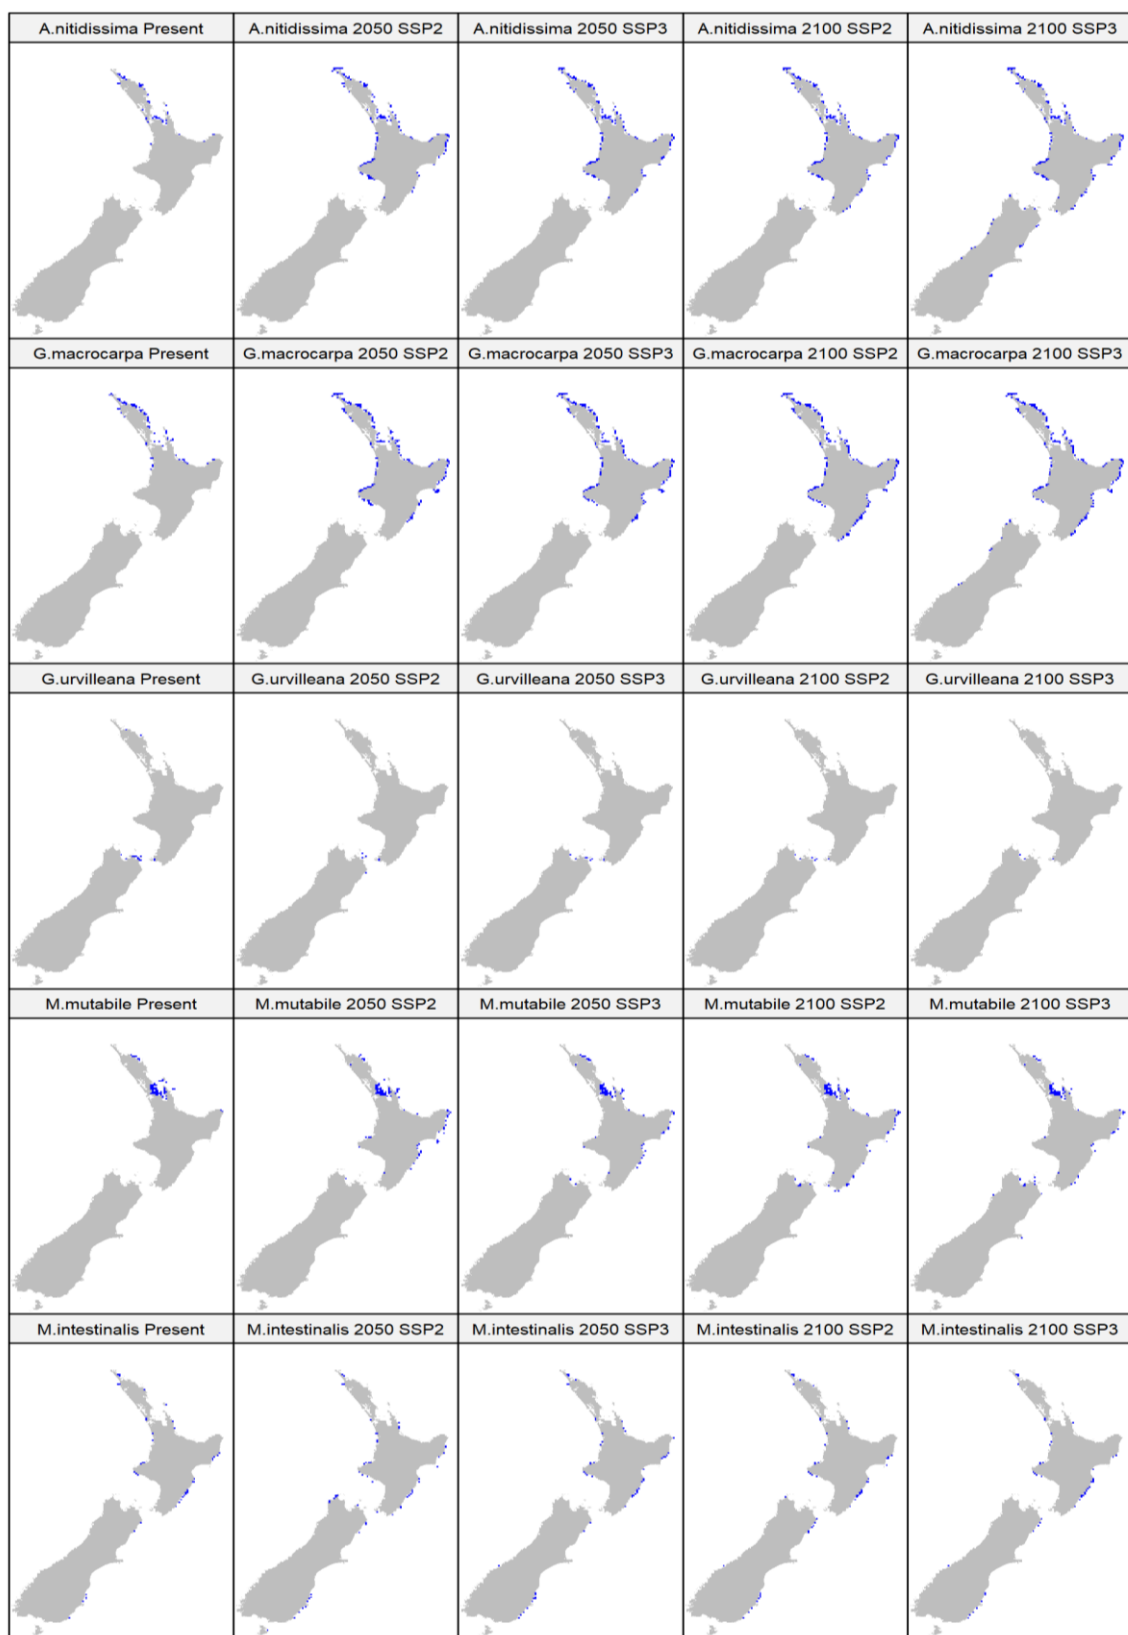 A.nitidissima Present
A.nitidissima 2050 SSP2
A.nitidissima 2050 SSP3
A.nitidissima 2100 SSP2
A.nitidissima 2100 SSP3
G.macrocarpa Present
G.macrocarpa 2050 SSP2
G.macrocarpa 2050 SSP3
G.macrocarpa 2100 SSP2
G.macrocarpa 2100 SSP3
G.urvilleana Present
G.urvilleana 2050 SSP2
G.urvilleana 2050 SSP3
G.urvilleana 2100 SSP2
G.urvilleana 2100 SSP3
M.mutabile Present
M.mutabile 2050 SSP2
M.mutabile 2050 SSP3
M.mutabile 2100 SSP2
M.mutabile 2100 SSP3
M.intestinalis Present
M.intestinalis 2050 SSP2
M.intestinalis 2050 SSP3
M.intestinalis 2100 SSP2
M.intestinalis 2100 SSP3